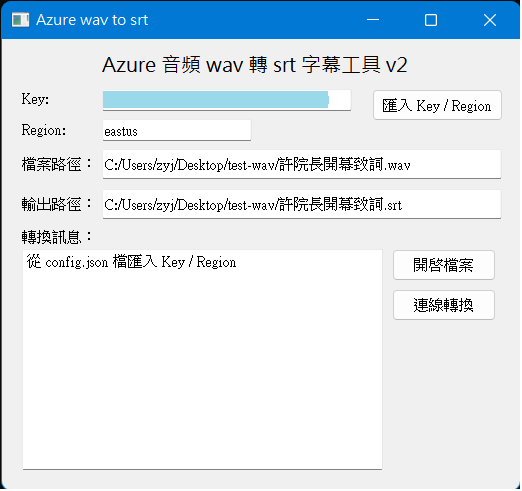 Azure wav to srt
Azure 音頻 wav 轉 srt 字幕工具 v2
Key:
匯入 Key / Region
Region:
eastus
檔案路徑：
C:/Users/zyj/Desktop/test-wav/許院長開幕致詞.wav
輸出路徑：
C:/Users/zyj/Desktop/test-wav/許院長開幕致詞.srt
轉換訊息：
從 config.json 檔匯入 Key / Region
開啓檔案
連線轉換